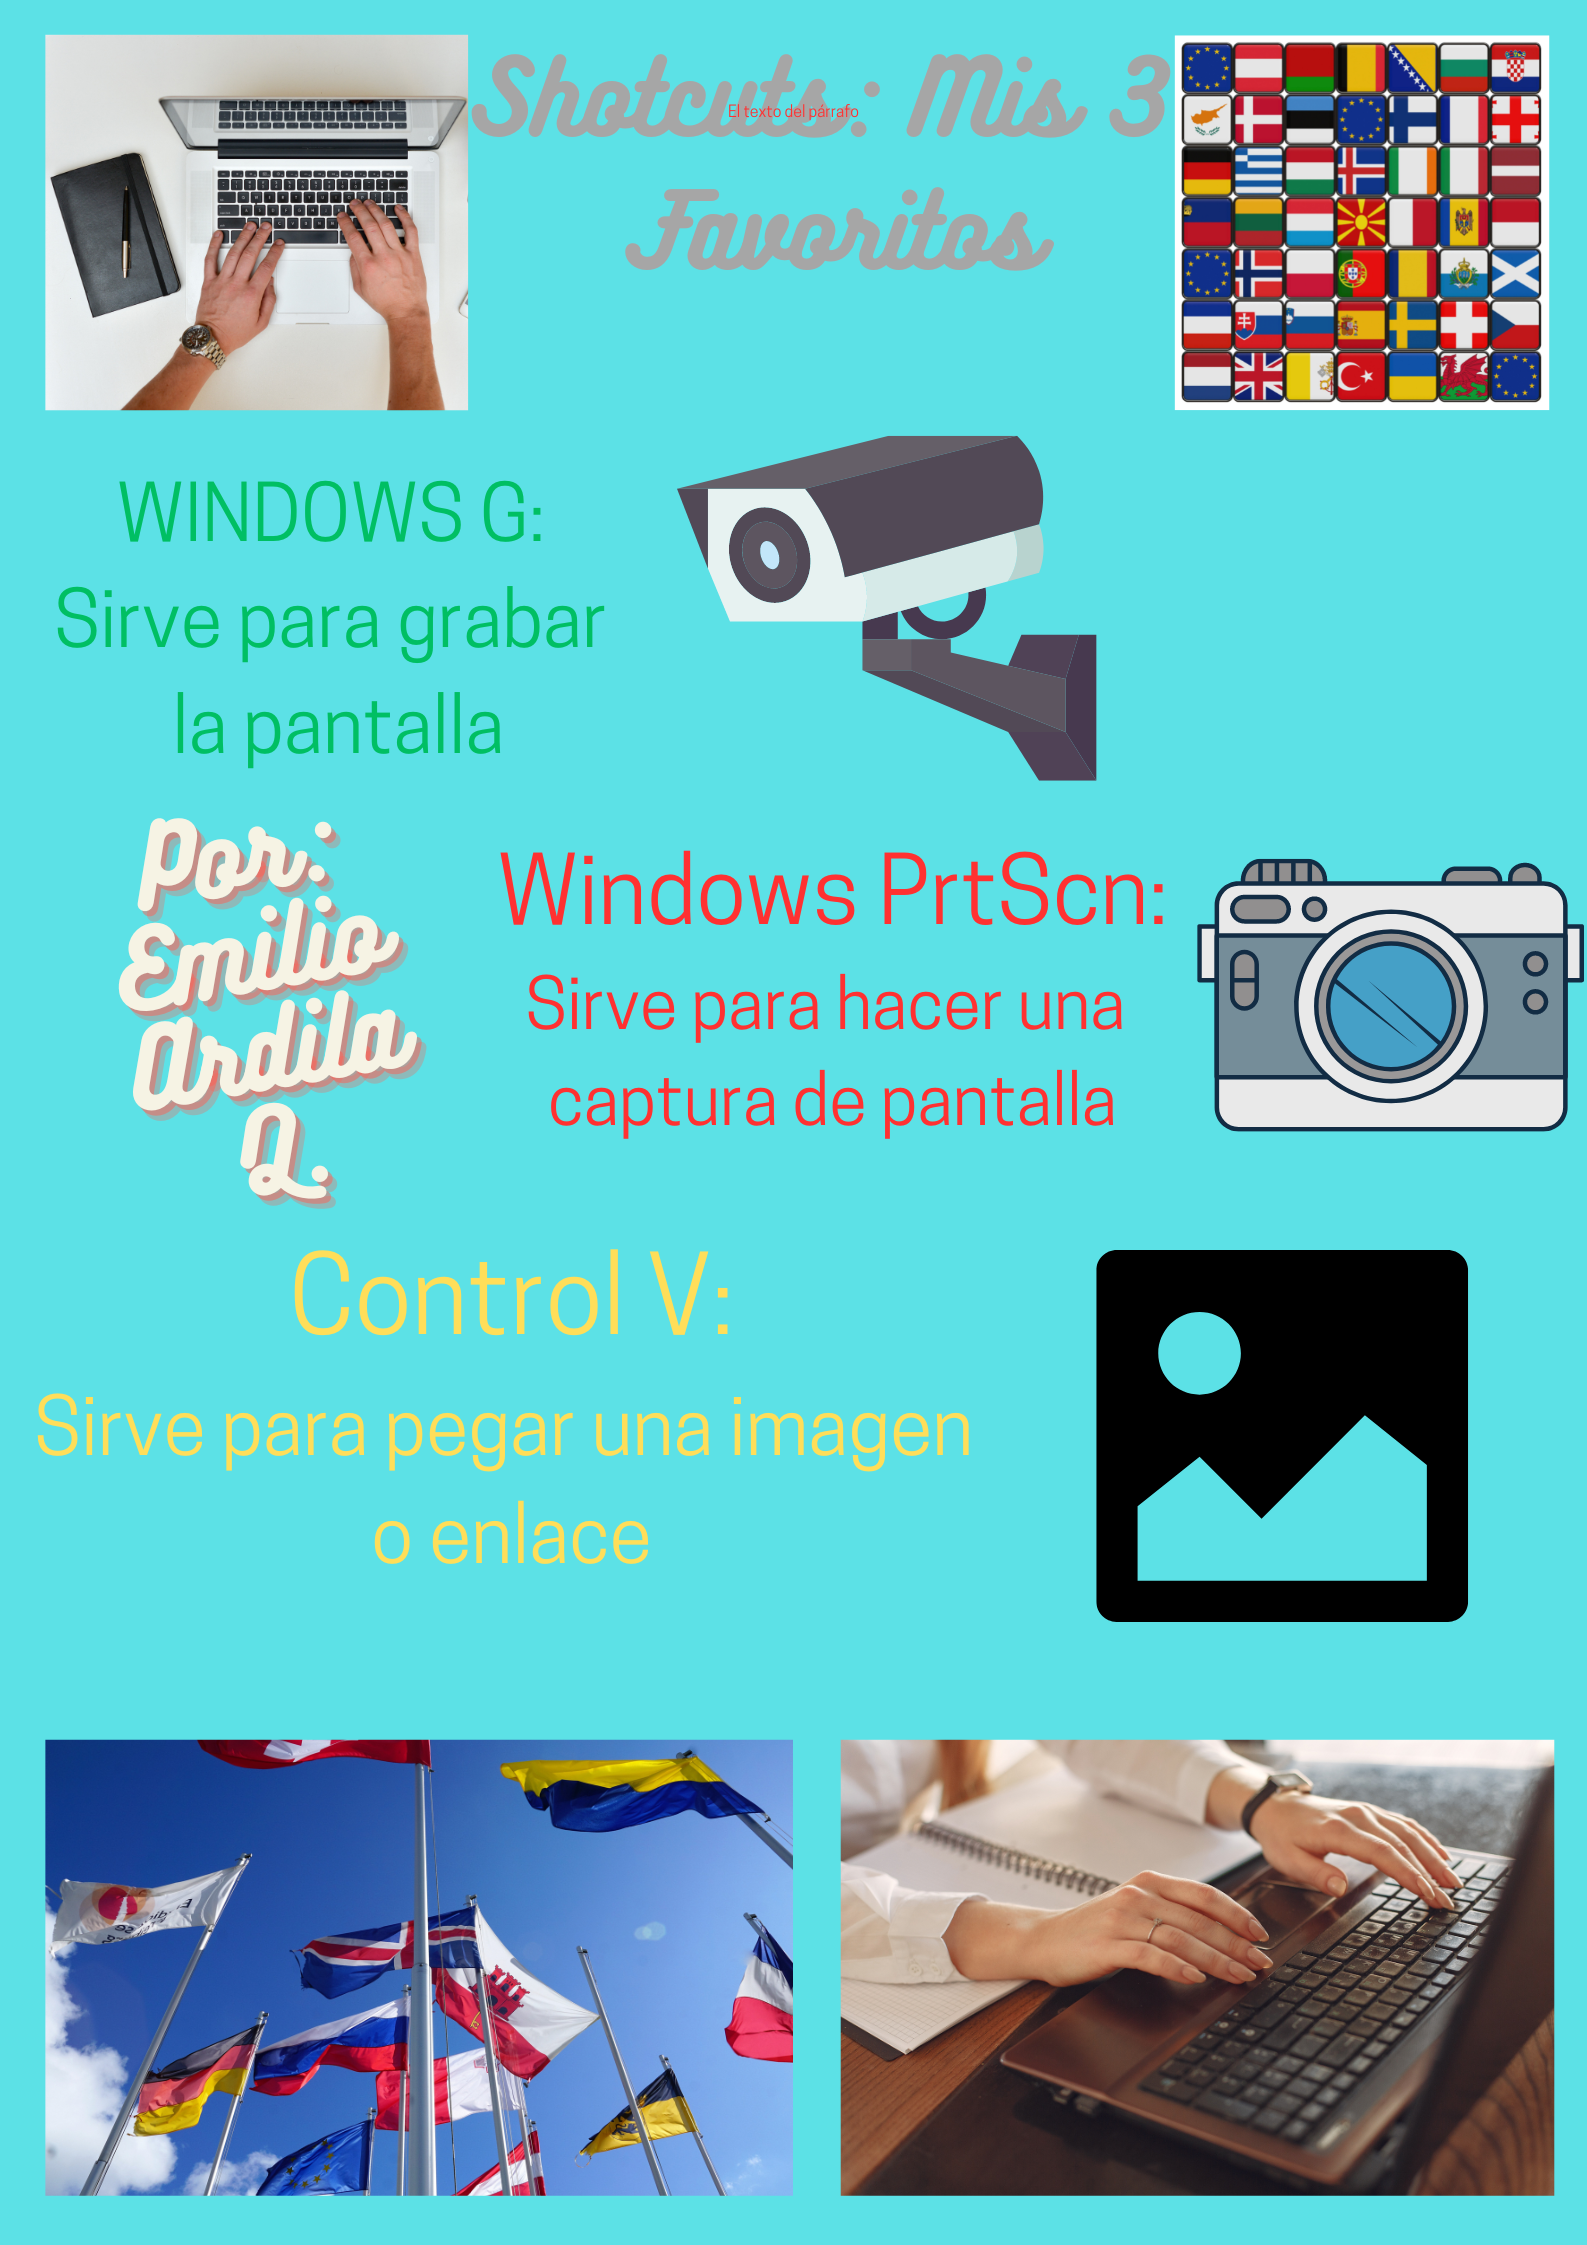 Shotcuts: Mis 3
El texto del párrafo
Favoritos
WINDOWS G:
Sirve para grabar
la pantalla
Por:
Emilio
Ardila
Q.
Windows PrtScn:
Sirve para hacer una
captura de pantalla
Control V:
Sirve para pegar una imagen
o enlace